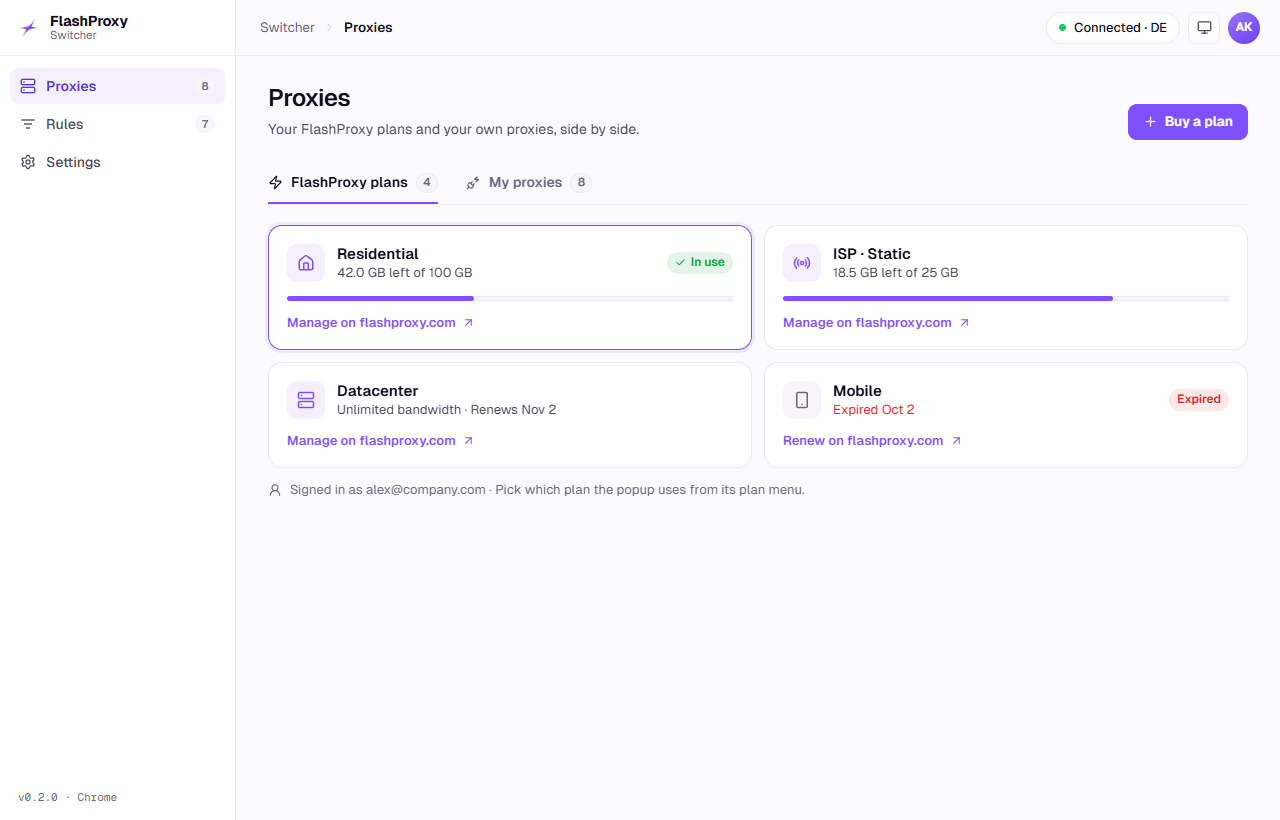 FlashProxy
Switcher
Switcher
Proxies
Connected · DE
AK
Proxies 8
Rules 7
Settings
Proxies
Your FlashProxy plans and your own proxies, side by side.
Buy a plan
FlashProxy plans 4
My proxies 8
Residential
42.0 GB left of 100 GB
In use
Manage on flashproxy.com
ISP · Static
18.5 GB left of 25 GB
Manage on flashproxy.com
Datacenter
Unlimited bandwidth · Renews Nov 2
Manage on flashproxy.com
Mobile
Expired Oct 2
Expired
Renew on flashproxy.com
Signed in as alex@company.com · Pick which plan the popup uses from its plan menu.
v0.2.0 · Chrome